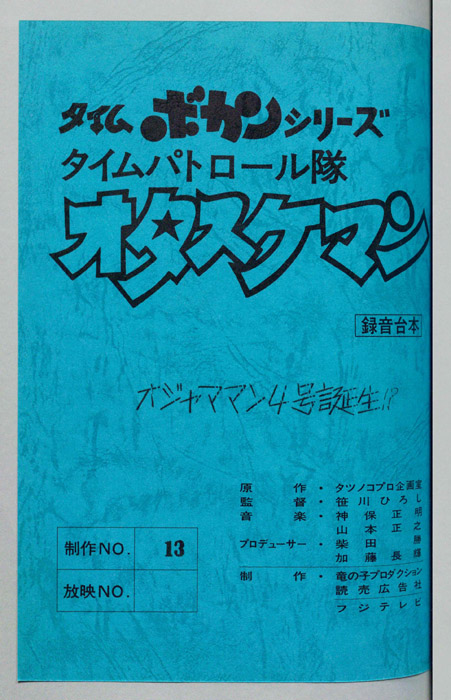 タイムボカンシリーズ
タイムパトロール隊
オタスケマン
録音台本
オジャママン4号誕生!?
原作・タツノコプロ企画室
監督・笹川ひろし
音楽・神保正明
山本正之
プロデューサー・柴田勝
加藤長輝
制作・竜の子プロダクション
読売広告社
フジテレビ
制作NO. 13
放映NO.